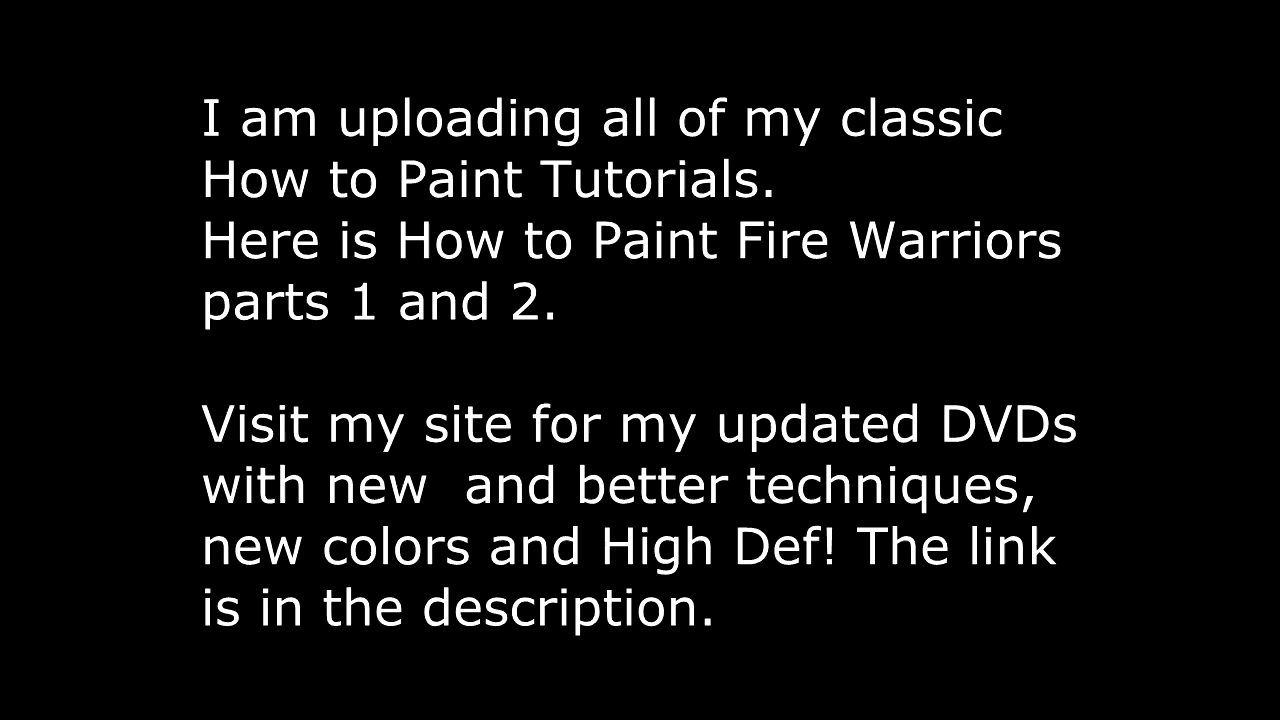 I am uploading all of my classic
How to Paint Tutorials.
Here is How to Paint Fire Warriors
parts 1 and 2.
Visit my site for my updated DVDs
with new  and better techniques,
new colors and High Def! The link
is in the description.